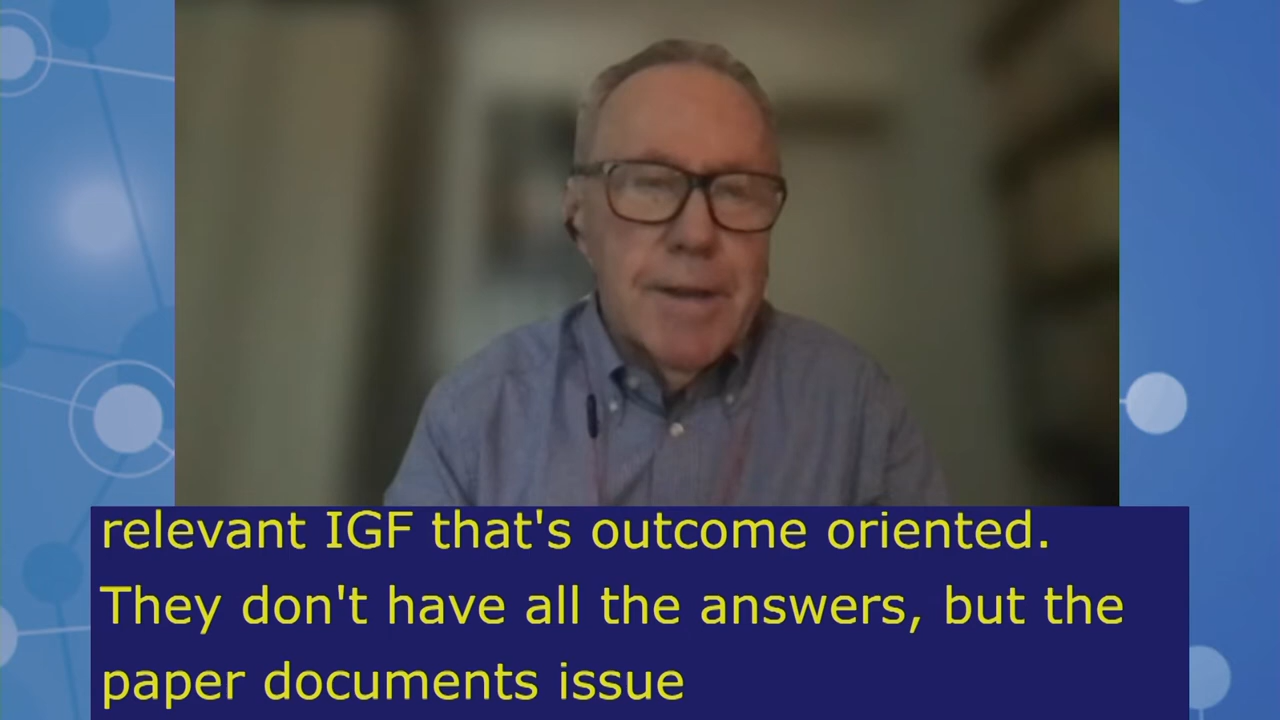 relevant IGF that's outcome oriented.
They don't have all the answers, but the
paper documents issue